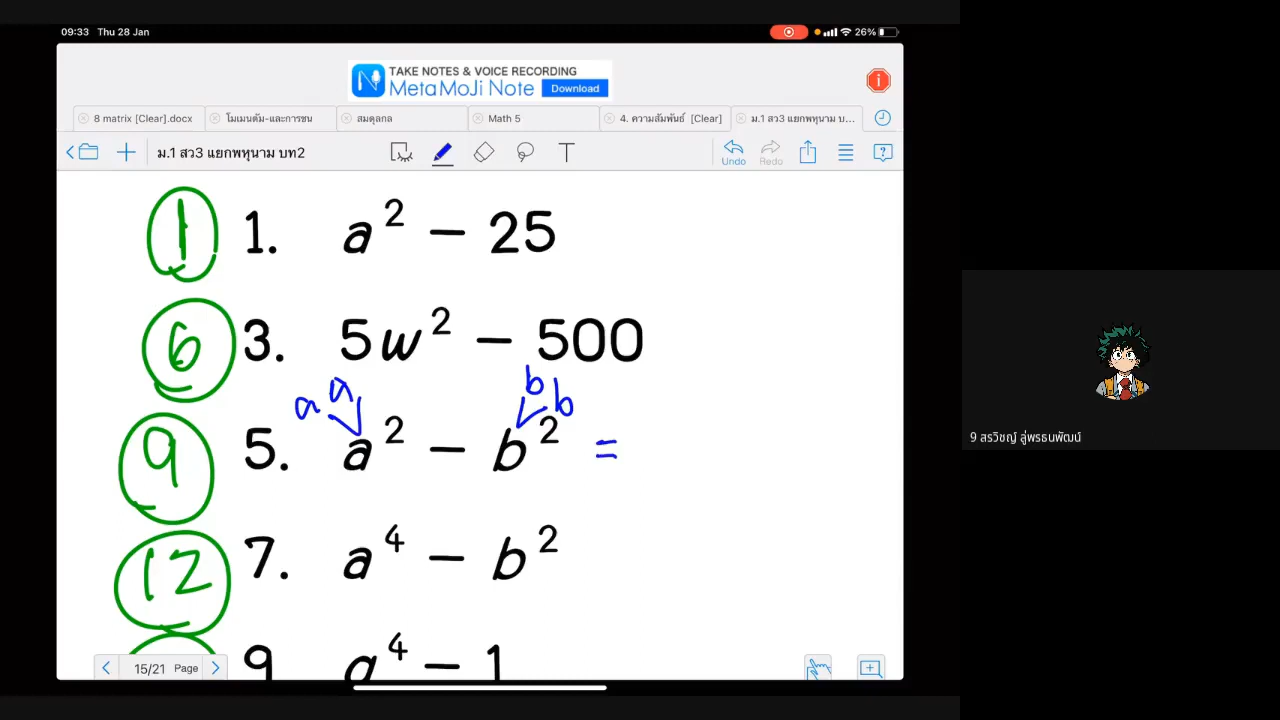 09:33 Thu 28 Jan
26%
TAKE NOTES & VOICE RECORDING
MetaMoJi Note Download
8 matrix [Clear].docx โมเมนตัม-และการชน สมดุลกล Math 5 4. ความสัมพันธ์ [Clear] ม.1 สว3 แยกพหุนาม บ...
ม.1 สว3 แยกพหุนาม บท2 T Undo Redo
1 1. a² − 25
6 3. 5w² − 500
a a b b
9 5. a² − b² =
12 7. a⁴ − b²
9 a⁴ − 1
15/21 Page
9 สรวิชญ์ ลู่พรธนพัฒน์